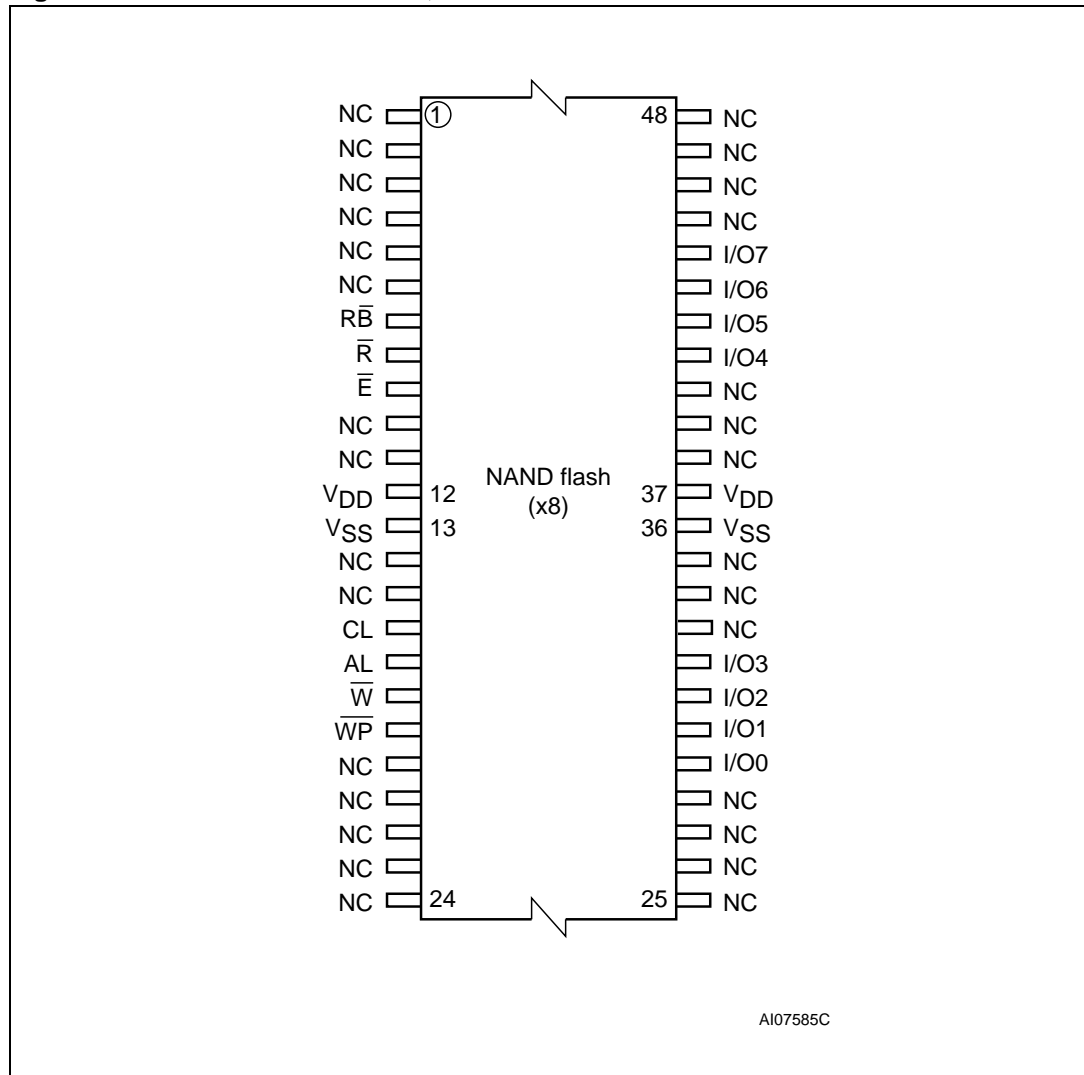 NC 1 48 NC
NC NC
NC NC
NC NC
NC I/O7
NC I/O6
RB̅ I/O5
R̅ I/O4
E̅ NC
NC NC
NC NC
VDD 12 NAND flash 37 VDD
(x8)
VSS 13 36 VSS
NC NC
NC NC
CL NC
AL I/O3
W̅ I/O2
W̅P̅ I/O1
NC I/O0
NC NC
NC NC
NC NC
NC 24 25 NC
AI07585C